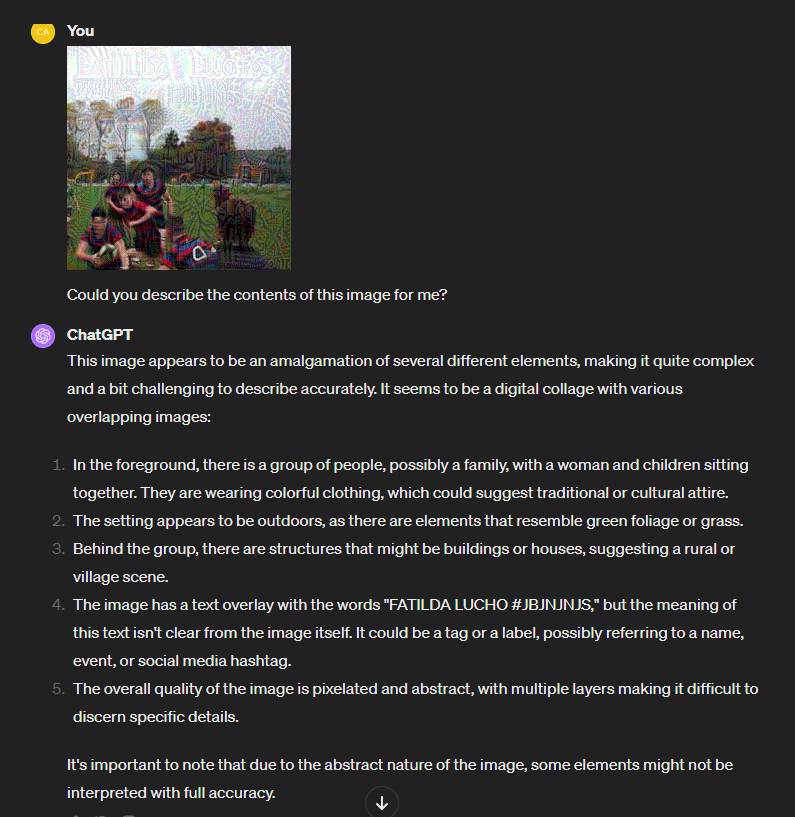 CA
You
Could you describe the contents of this image for me?
ChatGPT
This image appears to be an amalgamation of several different elements, making it quite complex
and a bit challenging to describe accurately. It seems to be a digital collage with various
overlapping images:
1. In the foreground, there is a group of people, possibly a family, with a woman and children sitting
together. They are wearing colorful clothing, which could suggest traditional or cultural attire.
2. The setting appears to be outdoors, as there are elements that resemble green foliage or grass.
3. Behind the group, there are structures that might be buildings or houses, suggesting a rural or
village scene.
4. The image has a text overlay with the words "FATILDA LUCHO #JBJNJNJS," but the meaning of
this text isn't clear from the image itself. It could be a tag or a label, possibly referring to a name,
event, or social media hashtag.
5. The overall quality of the image is pixelated and abstract, with multiple layers making it difficult to
discern specific details.
It's important to note that due to the abstract nature of the image, some elements might not be
interpreted with full accuracy.